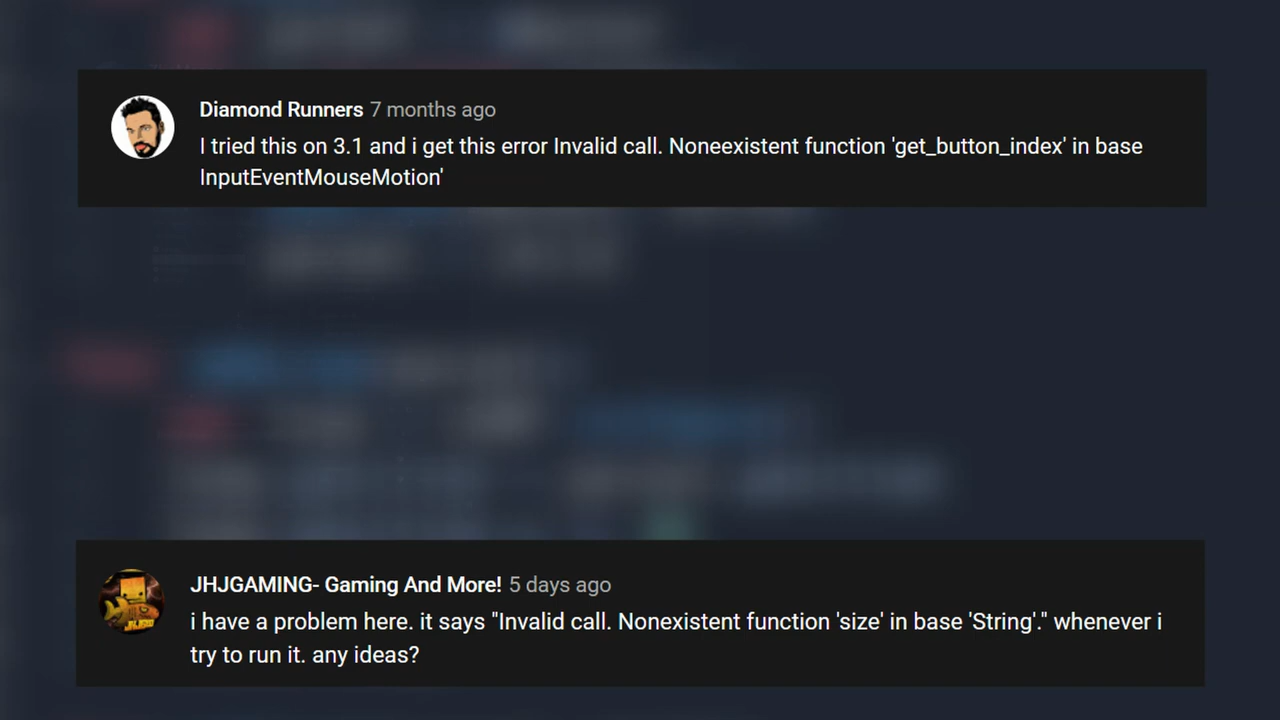 Diamond Runners 7 months ago
I tried this on 3.1 and i get this error Invalid call. Noneexistent function 'get_button_index' in base
InputEventMouseMotion'
JHJGAMING- Gaming And More! 5 days ago
i have a problem here. it says "Invalid call. Nonexistent function 'size' in base 'String'." whenever i
try to run it. any ideas?